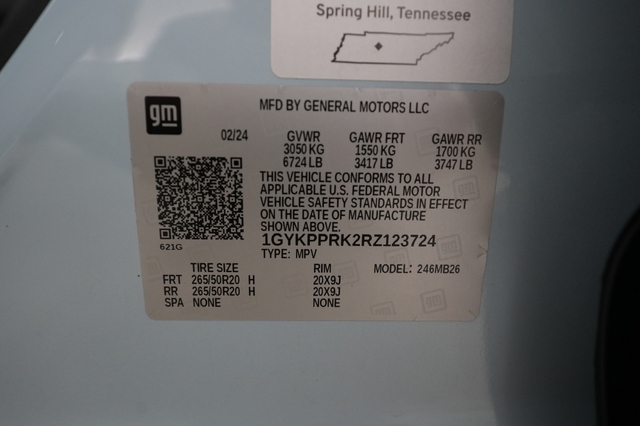 Spring Hill, Tennessee
gm
MFD BY GENERAL MOTORS LLC
02/24 GVWR GAWR FRT GAWR RR
3050 KG 1550 KG 1700 KG
6724 LB 3417 LB 3747 LB
THIS VEHICLE CONFORMS TO ALL
APPLICABLE U.S. FEDERAL MOTOR
VEHICLE SAFETY STANDARDS IN EFFECT
ON THE DATE OF MANUFACTURE
SHOWN ABOVE.
621G
1GYKPPRK2RZ123724
TYPE: MPV
TIRE SIZE RIM MODEL: 246MB26
FRT 265/50R20 H 20X9J
RR 265/50R20 H 20X9J
SPA NONE NONE